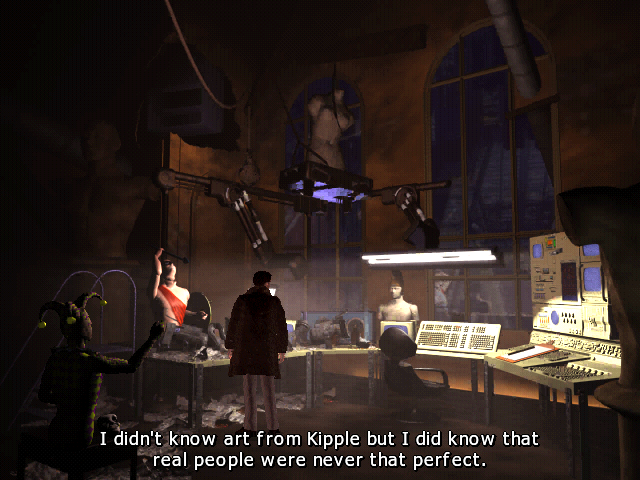 I didn't know art from Kipple but I did know that
real people were never that perfect.